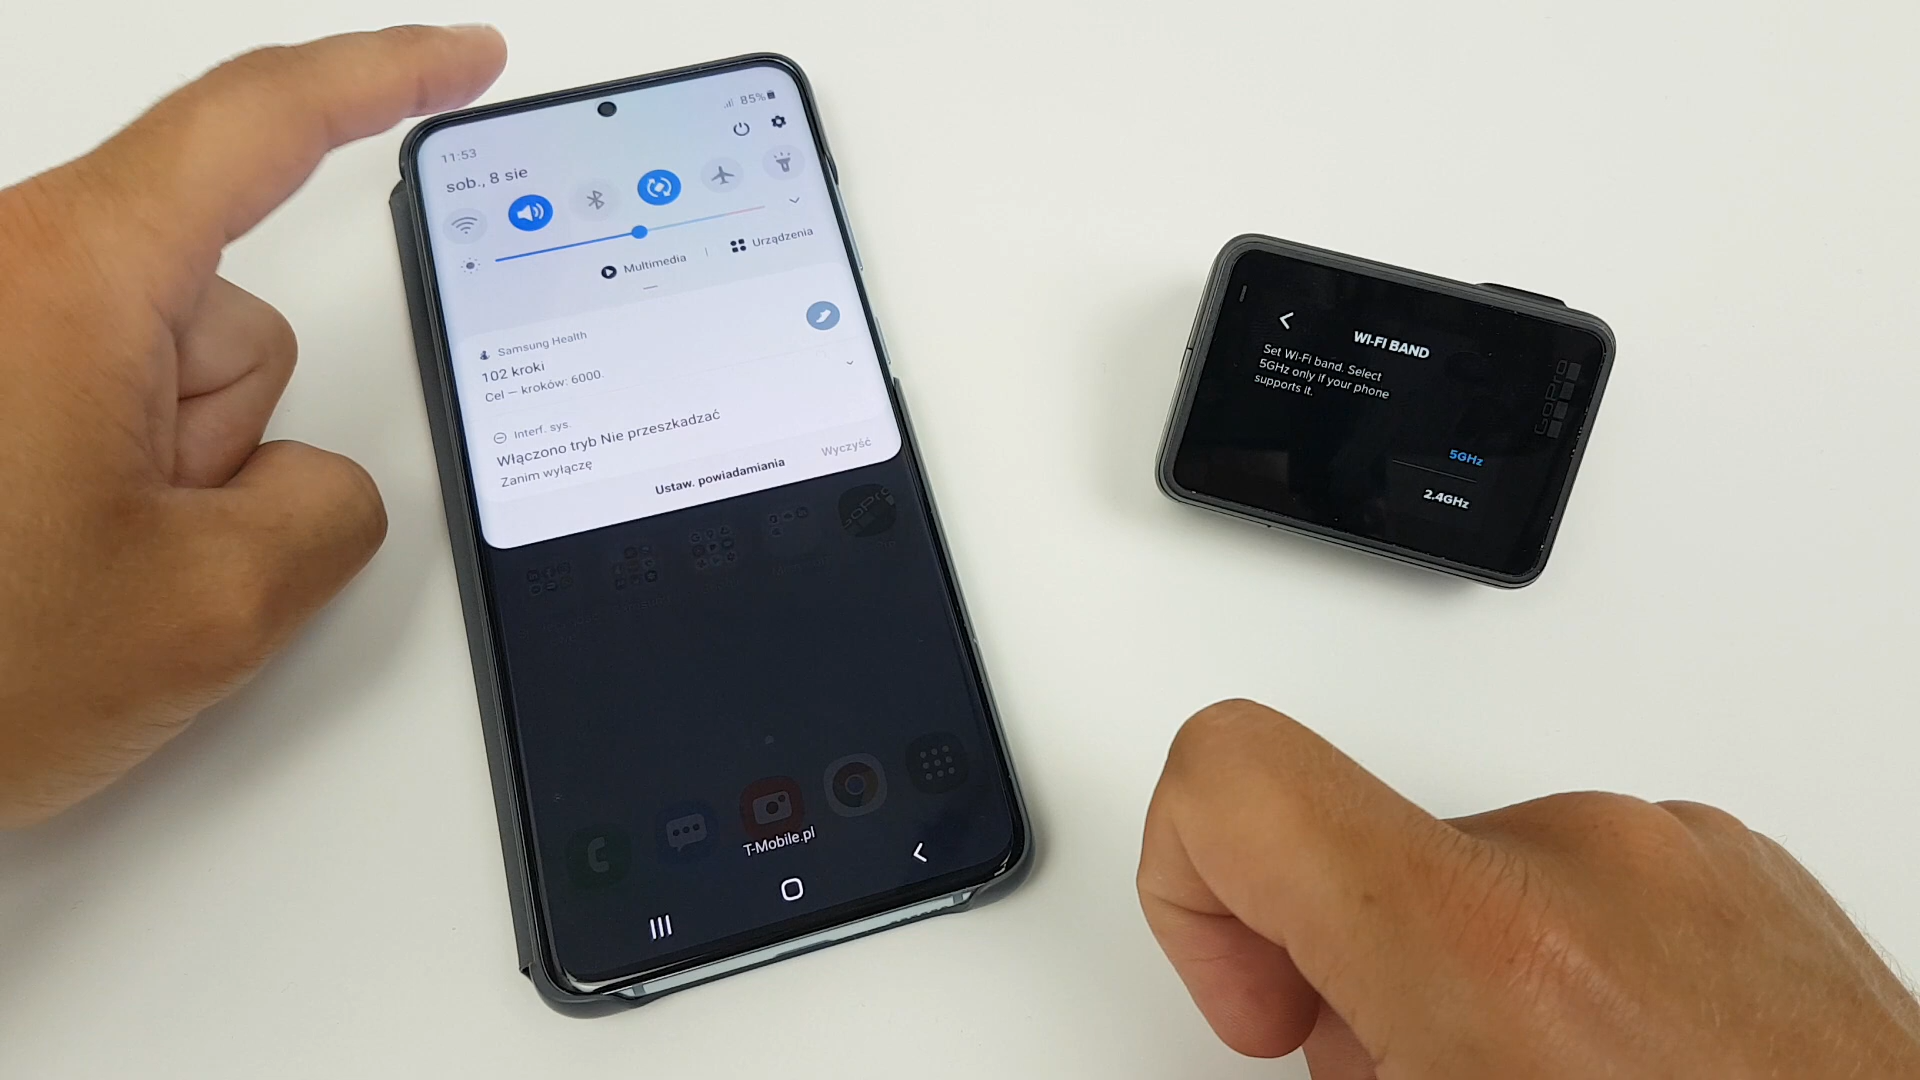 85%
11:53
sob., 8 sie
Multimedia
Urządzenia
Samsung Health
102 kroki
Cel – kroków: 6000.
Interf. sys.
Włączono tryb Nie przeszkadzać
Zanim wyłączę
Ustaw. powiadamiania
Wyczyść
GoPro
T-Mobile.pl
WI-FI BAND
Set Wi-Fi band. Select
5GHz only if your phone
supports it.
5GHz
2.4GHz
GoPro